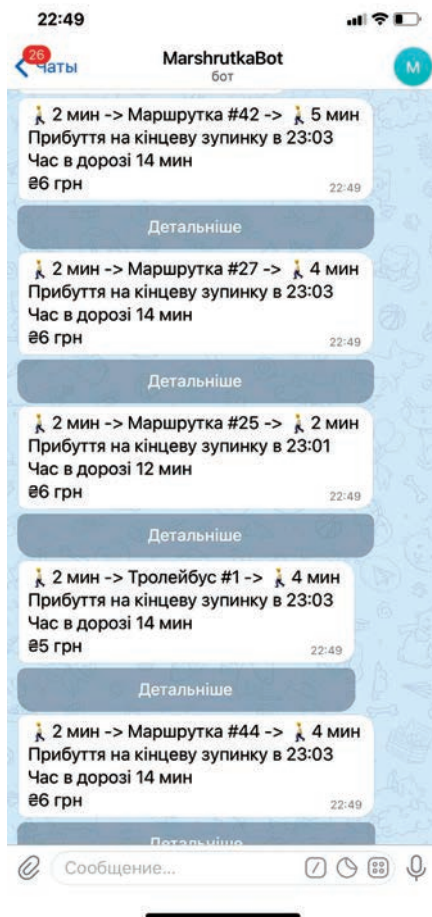 22:49
26
Чаты
MarshrutkaBot
бот
M
🚶 2 мин -> Маршрутка #42 -> 🚶 5 мин
Прибуття на кінцеву зупинку в 23:03
Час в дорозі 14 мин
₴6 грн
22:49
Детальніше
🚶 2 мин -> Маршрутка #27 -> 🚶 4 мин
Прибуття на кінцеву зупинку в 23:03
Час в дорозі 14 мин
₴6 грн
22:49
Детальніше
🚶 2 мин -> Маршрутка #25 -> 🚶 2 мин
Прибуття на кінцеву зупинку в 23:01
Час в дорозі 12 мин
₴6 грн
22:49
Детальніше
🚶 2 мин -> Тролейбус #1 -> 🚶 4 мин
Прибуття на кінцеву зупинку в 23:03
Час в дорозі 14 мин
₴5 грн
22:49
Детальніше
🚶 2 мин -> Маршрутка #44 -> 🚶 4 мин
Прибуття на кінцеву зупинку в 23:03
Час в дорозі 14 мин
₴6 грн
22:49
Детальніше
Сообщение...